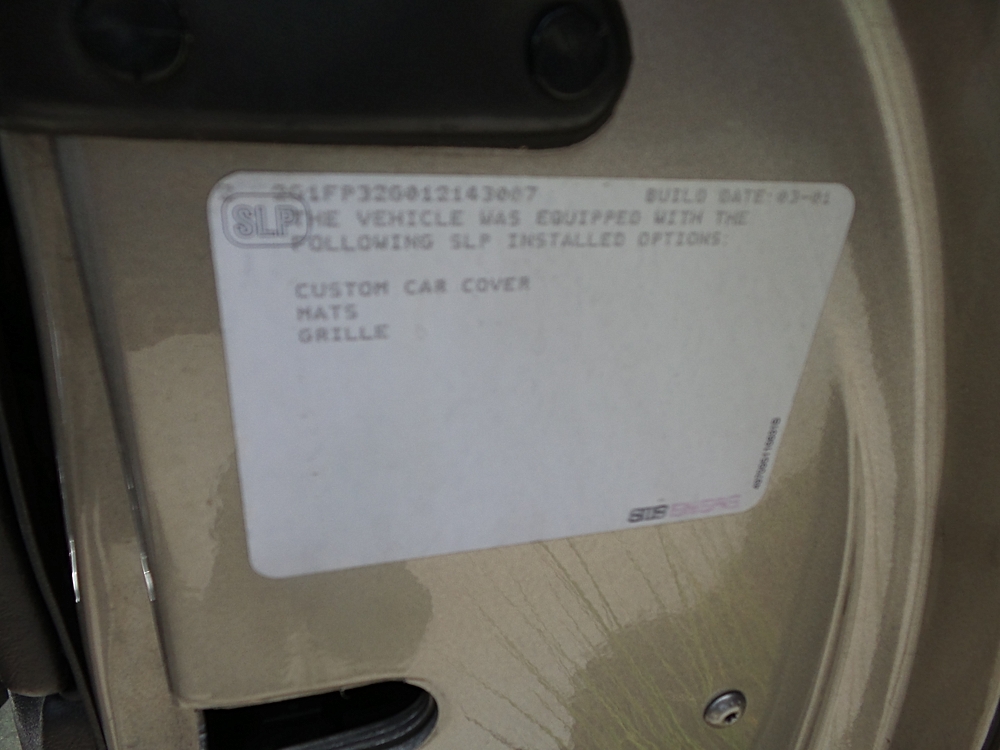 2G1FP32G012143087 BUILD DATE: 03-01
SLP
THE VEHICLE WAS EQUIPPED WITH THE
FOLLOWING SLP INSTALLED OPTIONS:
CUSTOM CAR COVER
MATS
GRILLE